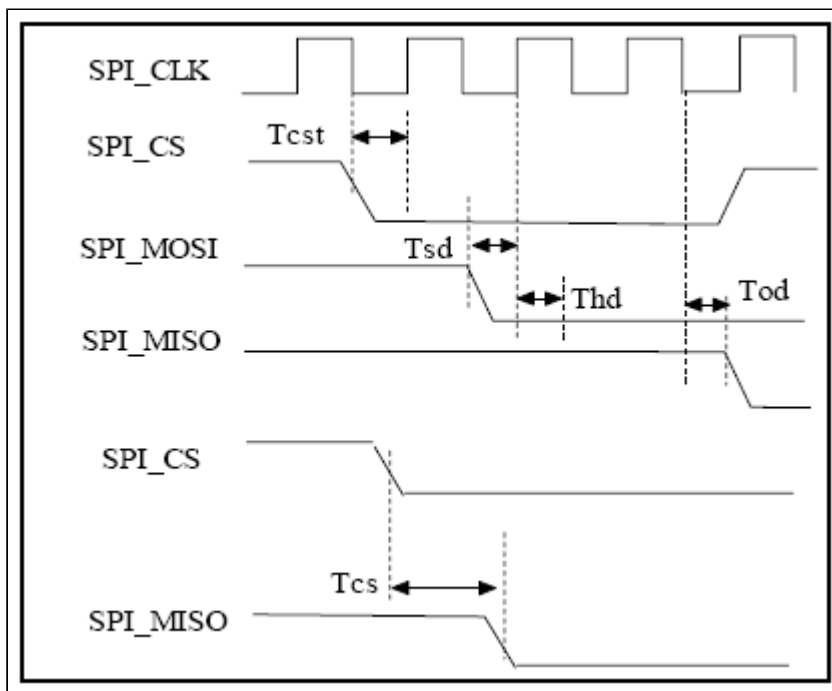 SPI_CLK
Tcst
SPI_CS
SPI_MOSI
Tsd
Thd
Tod
SPI_MISO
SPI_CS
Tcs
SPI_MISO